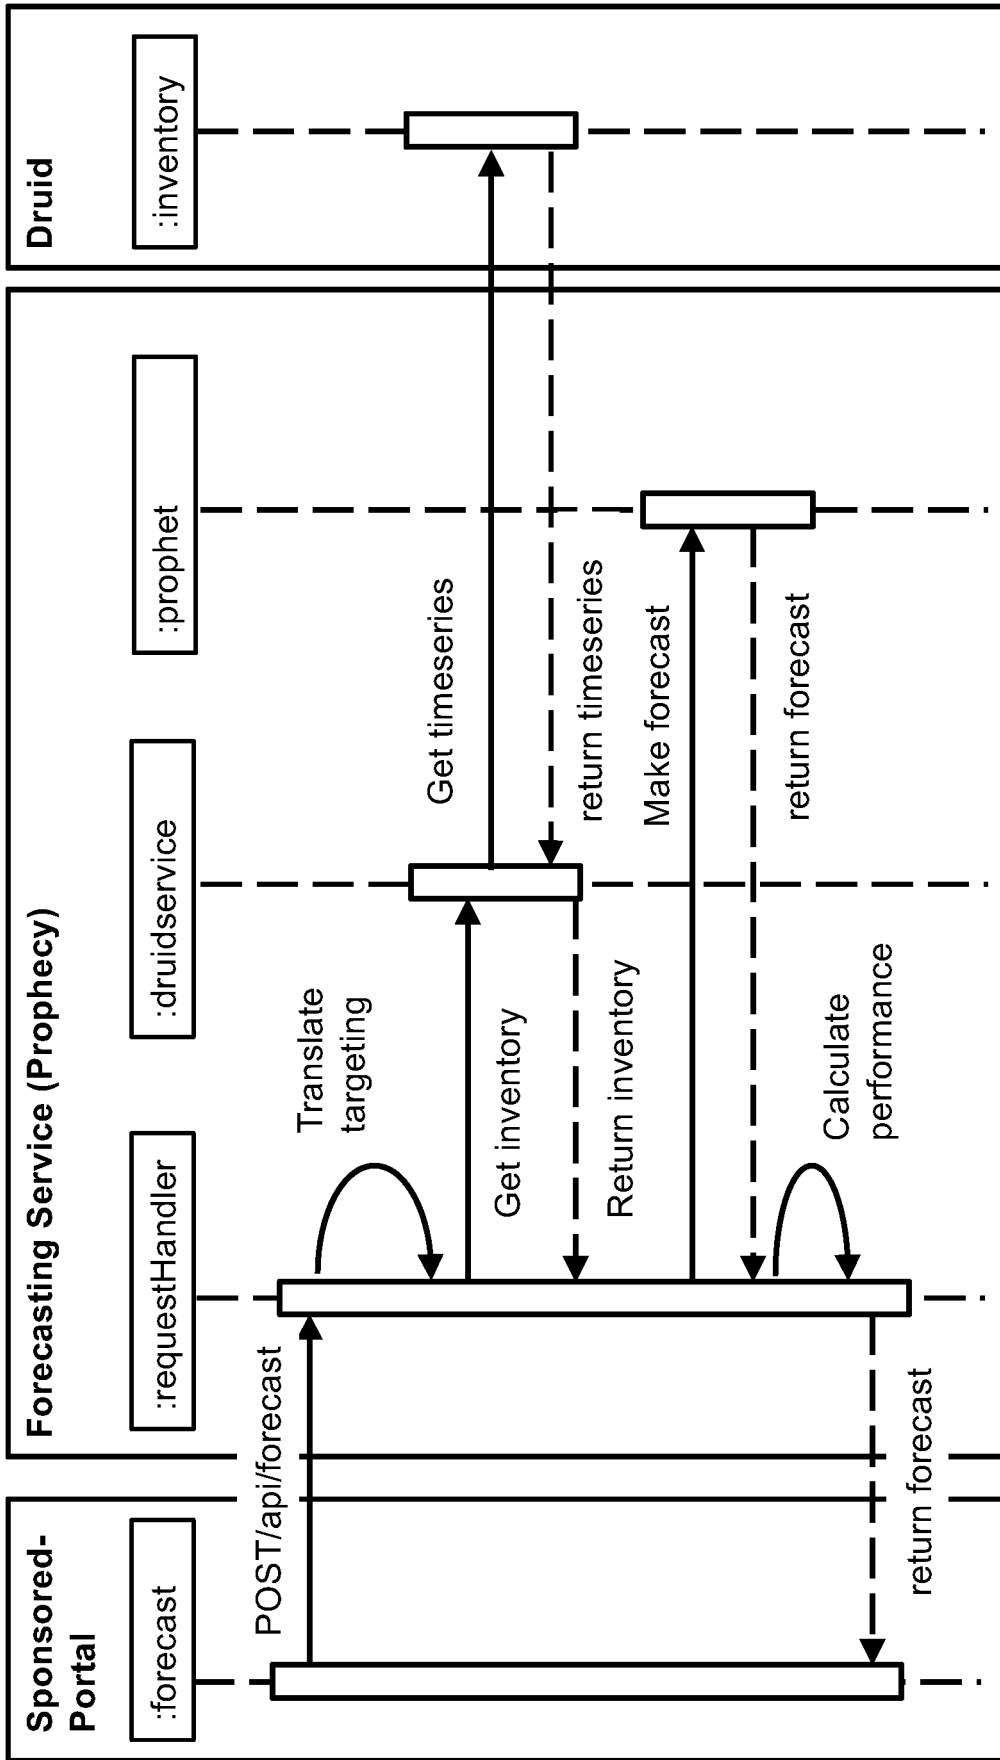 Sponsored-
Portal
Forecasting Service (Prophecy)
Druid
:forecast
:requestHandler
:druidservice
:prophet
:inventory
POST/api/forecast
Translate
targeting
Get inventory
Get timeseries
return timeseries
Return inventory
Make forecast
return forecast
Calculate
performance
return forecast